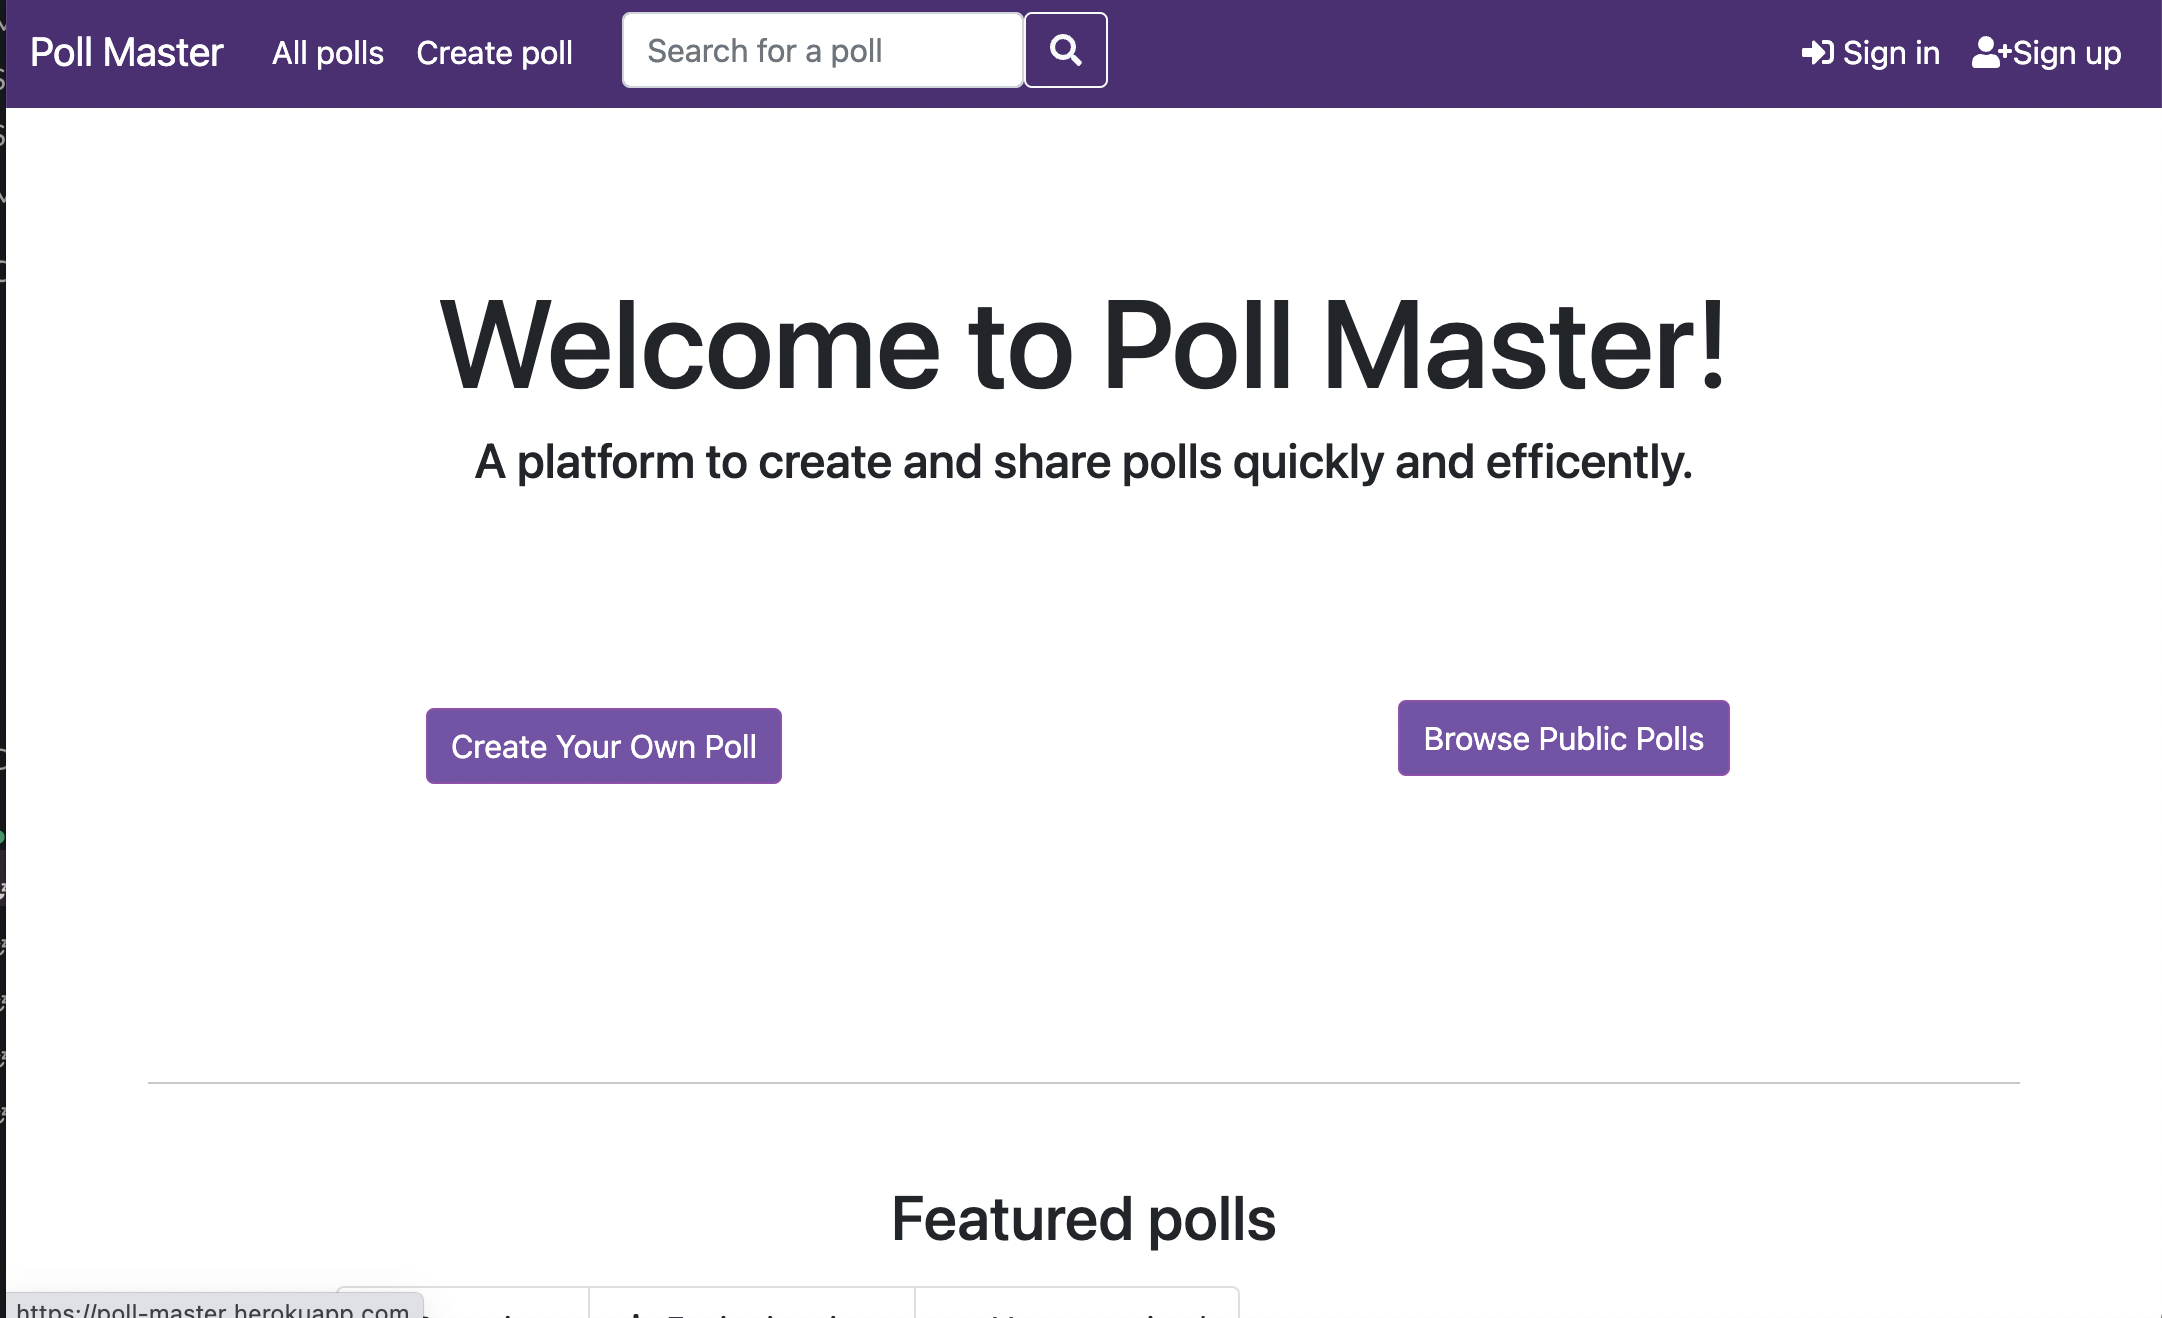 Poll Master All polls Create poll Search for a poll Sign in Sign up
Welcome to Poll Master!
A platform to create and share polls quickly and efficently.
Create Your Own Poll Browse Public Polls
Featured polls
https://poll-master.herokuapp.com